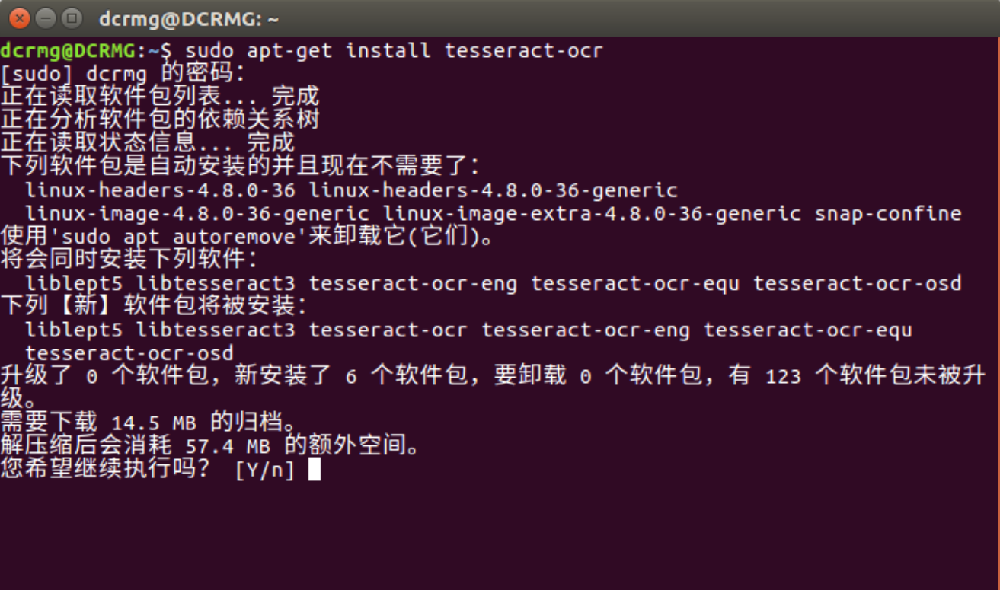 dcrmg@DCRMG: ~
dcrmg@DCRMG:~$ sudo apt-get install tesseract-ocr
[sudo] dcrmg 的密码：
正在读取软件包列表... 完成
正在分析软件包的依赖关系树
正在读取状态信息... 完成
下列软件包是自动安装的并且现在不需要了：
  linux-headers-4.8.0-36 linux-headers-4.8.0-36-generic
  linux-image-4.8.0-36-generic linux-image-extra-4.8.0-36-generic snap-confine
使用'sudo apt autoremove'来卸载它(它们)。
将会同时安装下列软件：
  liblept5 libtesseract3 tesseract-ocr-eng tesseract-ocr-equ tesseract-ocr-osd
下列【新】软件包将被安装：
  liblept5 libtesseract3 tesseract-ocr tesseract-ocr-eng tesseract-ocr-equ
  tesseract-ocr-osd
升级了 0 个软件包，新安装了 6 个软件包，要卸载 0 个软件包，有 123 个软件包未被升
级。
需要下载 14.5 MB 的归档。
解压缩后会消耗 57.4 MB 的额外空间。
您希望继续执行吗？ [Y/n]